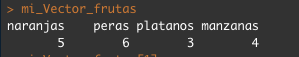 > mi_Vector_frutas
naranjas peras platanos manzanas
5 6 3 4